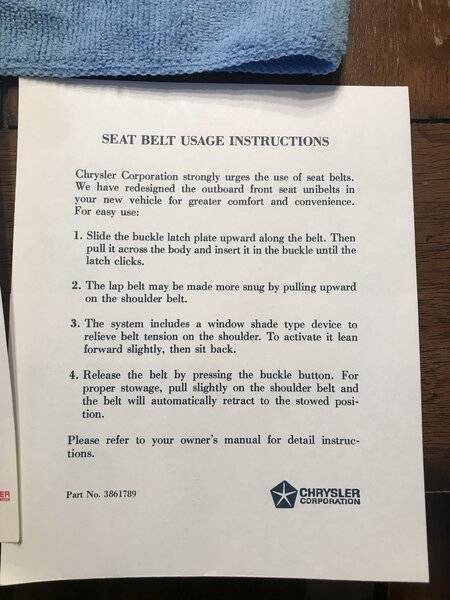 SEAT BELT USAGE INSTRUCTIONS
Chrysler Corporation strongly urges the use of seat belts.
We have redesigned the outboard front seat unibelts in
your new vehicle for greater comfort and convenience.
For easy use:
1. Slide the buckle latch plate upward along the belt. Then
pull it across the body and insert it in the buckle until the
latch clicks.
2. The lap belt may be made more snug by pulling upward
on the shoulder belt.
3. The system includes a window shade type device to
relieve belt tension on the shoulder. To activate it lean
forward slightly, then sit back.
4. Release the belt by pressing the buckle button. For
proper stowage, pull slightly on the shoulder belt and
the belt will automatically retract to the stowed posi-
tion.
Please refer to your owner's manual for detail instruc-
tions.
Part No. 3861789
CHRYSLER
CORPORATION